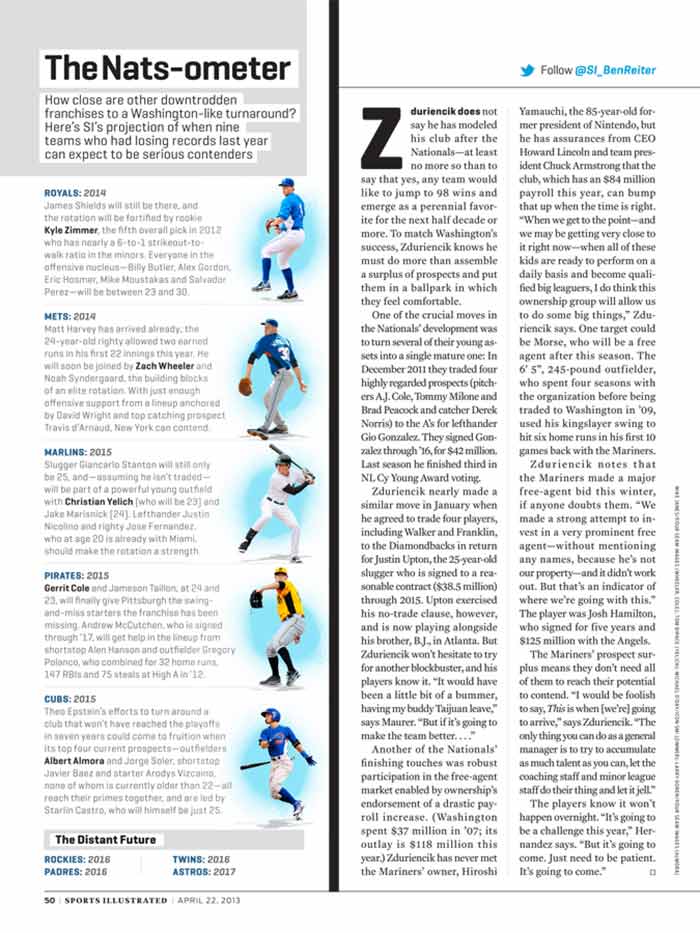 The Nats-ometer
How close are other downtrodden
franchises to a Washington-like turnaround?
Here's SI's projection of when nine
teams who had losing records last year
can expect to be serious contenders
ROYALS: 2014
James Shields will still be there, and
the rotation will be fortified by rookie
Kyle Zimmer, the fifth overall pick in 2012
who has nearly a 6-to-1 strikeout-to-
walk ratio in the minors. Everyone in the
offensive nucleus—Billy Butler, Alex Gordon,
Eric Hosmer, Mike Moustakas and Salvador
Perez—will be between 23 and 30.
METS: 2014
Matt Harvey has arrived already, the
24-year-old righty allowed two earned
runs in his first 22 innings this year. He
will soon be joined by Zach Wheeler and
Noah Syndergaard, the building blocks
of an elite rotation. With just enough
offensive support from a lineup anchored
by David Wright and top catching prospect
Travis d'Arnaud, New York can contend.
MARLINS: 2015
Slugger Giancarlo Stanton will still only
be 25, and—assuming he isn't traded—
will be part of a powerful young outfield
with Christian Yelich (who will be 23) and
Jake Marisnick (24). Lefthander Justin
Nicolino and righty Jose Fernandez,
who at age 20 is already with Miami,
should make the rotation a strength.
PIRATES: 2015
Gerrit Cole and Jameson Taillon, at 24 and
23, will finally give Pittsburgh the swing-
and-miss starters the franchise has been
missing. Andrew McCutchen, who is signed
through '17, will get help in the lineup from
shortstop Alen Hanson and outfielder Gregory
Polanco, who combined for 32 home runs,
147 RBIs and 75 steals at High A in '12.
CUBS: 2015
Theo Epstein's efforts to turn around a
club that won't have reached the playoffs
in seven years could come to fruition when
its top four current prospects—outfielders
Albert Almora and Jorge Soler, shortstop
Javier Baez and starter Arodys Vizcaino,
none of whom is currently older than 22—all
reach their primes together, and are led by
Starlin Castro, who will himself be just 25.
The Distant Future
ROCKIES: 2016
PADRES: 2016
TWINS: 2016
ASTROS: 2017
50 | SPORTS ILLUSTRATED | APRIL 22, 2013
Follow @SI_BenReiter
Zduriencik does not
say he has modeled
his club after the
Nationals—at least
no more so than to
say that yes, any team would
like to jump to 98 wins and
emerge as a perennial favor-
ite for the next half decade or
more. To match Washington's
success, Zduriencik knows he
must do more than assemble
a surplus of prospects and put
them in a ballpark in which
they feel comfortable.
One of the crucial moves in
the Nationals' development was
to turn several of their young as-
sets into a single mature one: In
December 2011 they traded four
highly regarded prospects (pitch-
ers A.J. Cole, Tommy Milone and
Brad Peacock and catcher Derek
Norris) to the A's for lefthander
Gio Gonzalez. They signed Gon-
zalez through '16, for $42 million.
Last season he finished third in
NL Cy Young Award voting.
Zduriencik nearly made a
similar move in January when
he agreed to trade four players,
including Walker and Franklin,
to the Diamondbacks in return
for Justin Upton, the 25-year-old
slugger who is signed to a rea-
sonable contract ($38.5 million)
through 2015. Upton exercised
his no-trade clause, however,
and is now playing alongside
his brother, B.J., in Atlanta. But
Zduriencik won't hesitate to try
for another blockbuster, and his
players know it. "It would have
been a little bit of a bummer,
having my buddy Taijuan leave,"
says Maurer. "But if it's going to
make the team better. . . ."
Another of the Nationals'
finishing touches was robust
participation in the free-agent
market enabled by ownership's
endorsement of a drastic pay-
roll increase. (Washington
spent $37 million in '07; its
outlay is $118 million this
year.) Zduriencik has never met
the Mariners' owner, Hiroshi
Yamauchi, the 85-year-old for-
mer president of Nintendo, but
he has assurances from CEO
Howard Lincoln and team pres-
ident Chuck Armstrong that the
club, which has an $84 million
payroll this year, can bump
that up when the time is right.
"When we get to the point—and
we may be getting very close to
it right now—when all of these
kids are ready to perform on a
daily basis and become quali-
fied big leaguers, I do think this
ownership group will allow us
to do some big things," Zdu-
riencik says. One target could
be Morse, who will be a free
agent after this season. The
6' 5", 245-pound outfielder,
who spent four seasons with
the organization before being
traded to Washington in '09,
used his kingslayer swing to
hit six home runs in his first 10
games back with the Mariners.
Zduriencik notes that
the Mariners made a major
free-agent bid this winter,
if anyone doubts them. "We
made a strong attempt to in-
vest in a very prominent free
agent—without mentioning
any names, because he's not
our property—and it didn't work
out. But that's an indicator of
where we're going with this."
The player was Josh Hamilton,
who signed for five years and
$125 million with the Angels.
The Mariners' prospect sur-
plus means they don't need all
of them to reach their potential
to contend. "I would be foolish
to say, This is when [we're] going
to arrive," says Zduriencik. "The
only thing you can do as a general
manager is to try to accumulate
as much talent as you can, let the
coaching staff and minor league
staff do their thing and let it jell."
The players know it won't
happen overnight. "It's going to
be a challenge this year," Her-
nandez says. "But it's going to
come. Just need to be patient.
It's going to come."